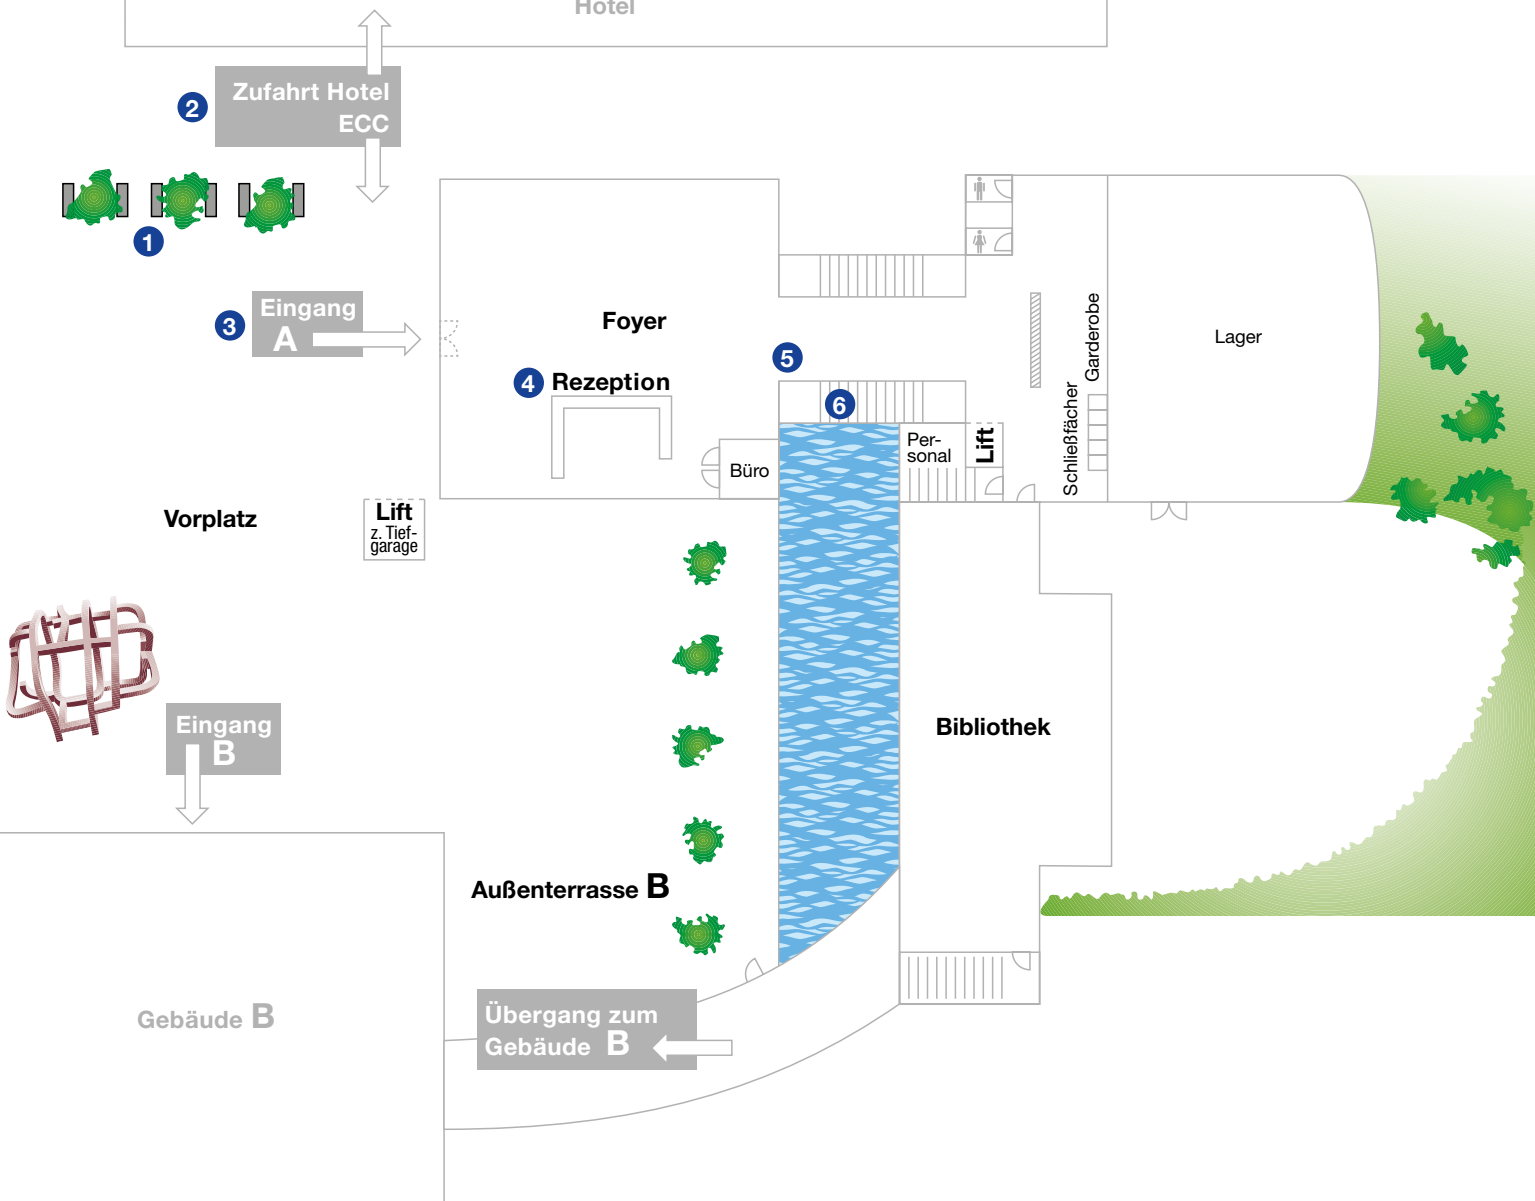 Hotel
2
Zufahrt Hotel
ECC
1
3
Eingang
A
Foyer
5
4
Rezeption
6
Büro
Per-
sonal
Lift
Schließfächer
Garderobe
Lager
Vorplatz
Lift
z. Tief-
garage
Eingang
B
Bibliothek
Außenterrasse B
Gebäude B
Übergang zum
Gebäude B